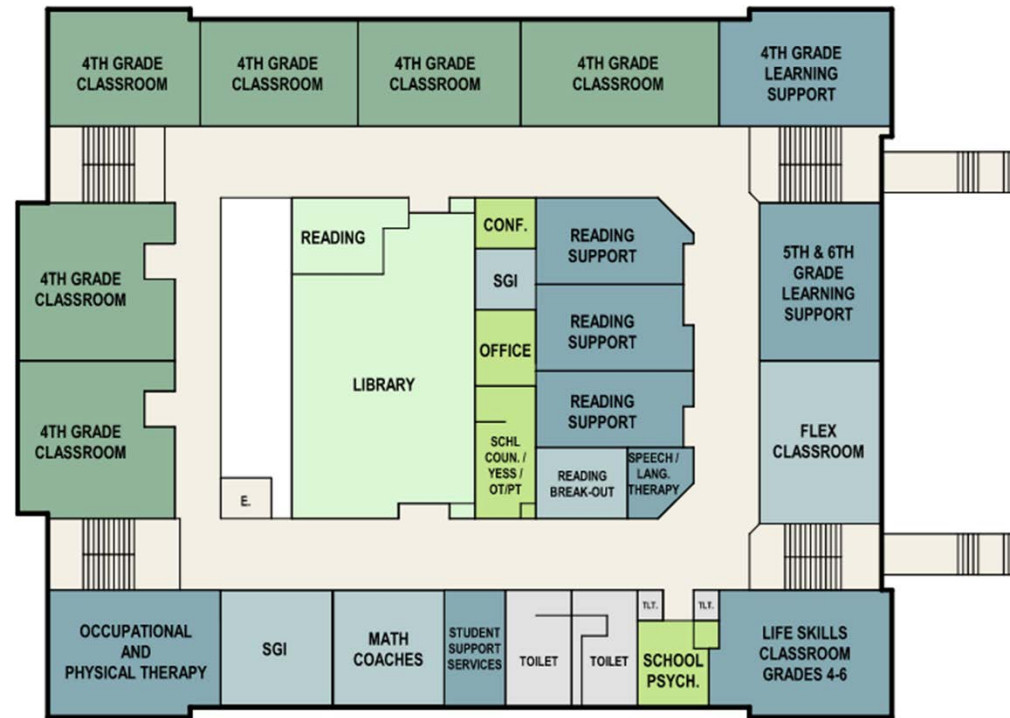 4TH GRADE
CLASSROOM
4TH GRADE
CLASSROOM
4TH GRADE
CLASSROOM
4TH GRADE
CLASSROOM
4TH GRADE
LEARNING
SUPPORT
READING
CONF.
READING
SUPPORT
SGI
4TH GRADE
CLASSROOM
5TH & 6TH
GRADE
LEARNING
SUPPORT
READING
SUPPORT
OFFICE
LIBRARY
READING
SUPPORT
4TH GRADE
CLASSROOM
FLEX
CLASSROOM
SCHL
COUN. /
YESS /
OT/PT
READING
BREAK-OUT
SPEECH /
LANG.
THERAPY
E.
TLT.
TLT.
OCCUPATIONAL
AND
PHYSICAL THERAPY
SGI
MATH
COACHES
STUDENT
SUPPORT
SERVICES
TOILET
TOILET
SCHOOL
PSYCH.
LIFE SKILLS
CLASSROOM
GRADES 4-6